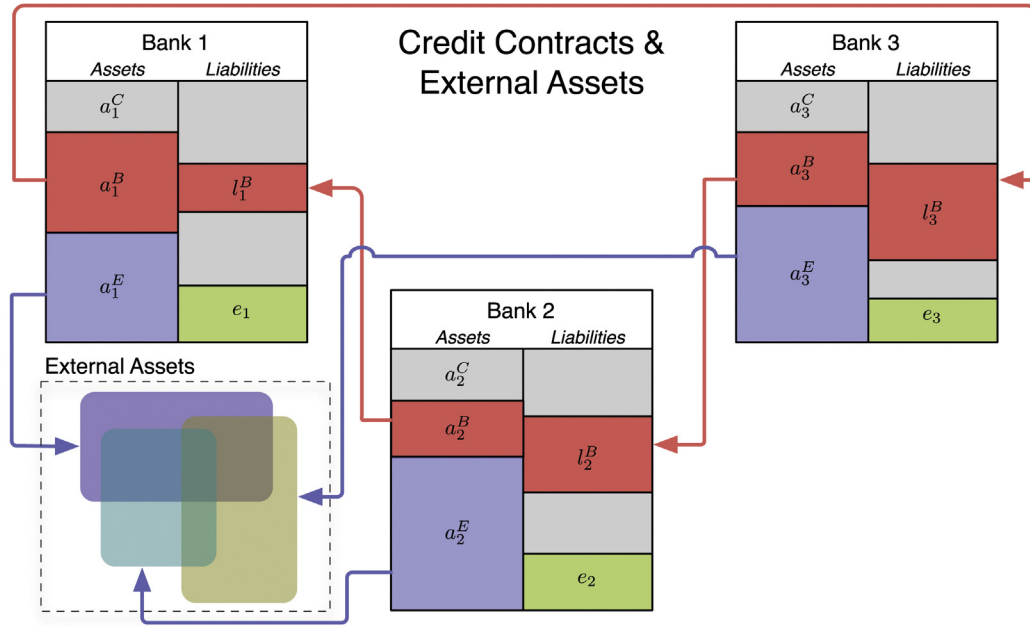 Credit Contracts &
External Assets
Bank 1
Assets Liabilities
a_1^C
a_1^B
l_1^B
a_1^E
e_1
Bank 3
Assets Liabilities
a_3^C
a_3^B
l_3^B
a_3^E
e_3
Bank 2
Assets Liabilities
a_2^C
a_2^B
l_2^B
a_2^E
e_2
External Assets